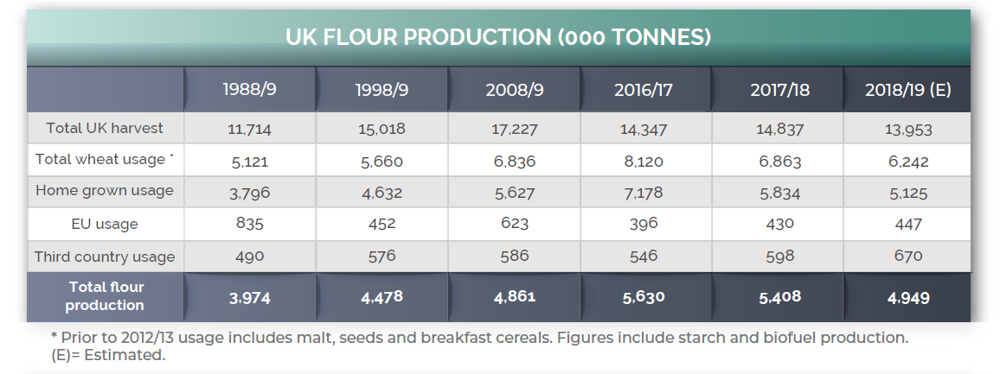 UK FLOUR PRODUCTION (000 TONNES)
1988/9 1998/9 2008/9 2016/17 2017/18 2018/19 (E)
Total UK harvest 11,714 15,018 17,227 14,347 14,837 13,953
Total wheat usage * 5,121 5,660 6,836 8,120 6,863 6,242
Home grown usage 3,796 4,632 5,627 7,178 5,834 5,125
EU usage 835 452 623 396 430 447
Third country usage 490 576 586 546 598 670
Total flour
production 3,974 4,478 4,861 5,630 5,408 4,949
* Prior to 2012/13 usage includes malt, seeds and breakfast cereals. Figures include starch and biofuel production.
(E)= Estimated.